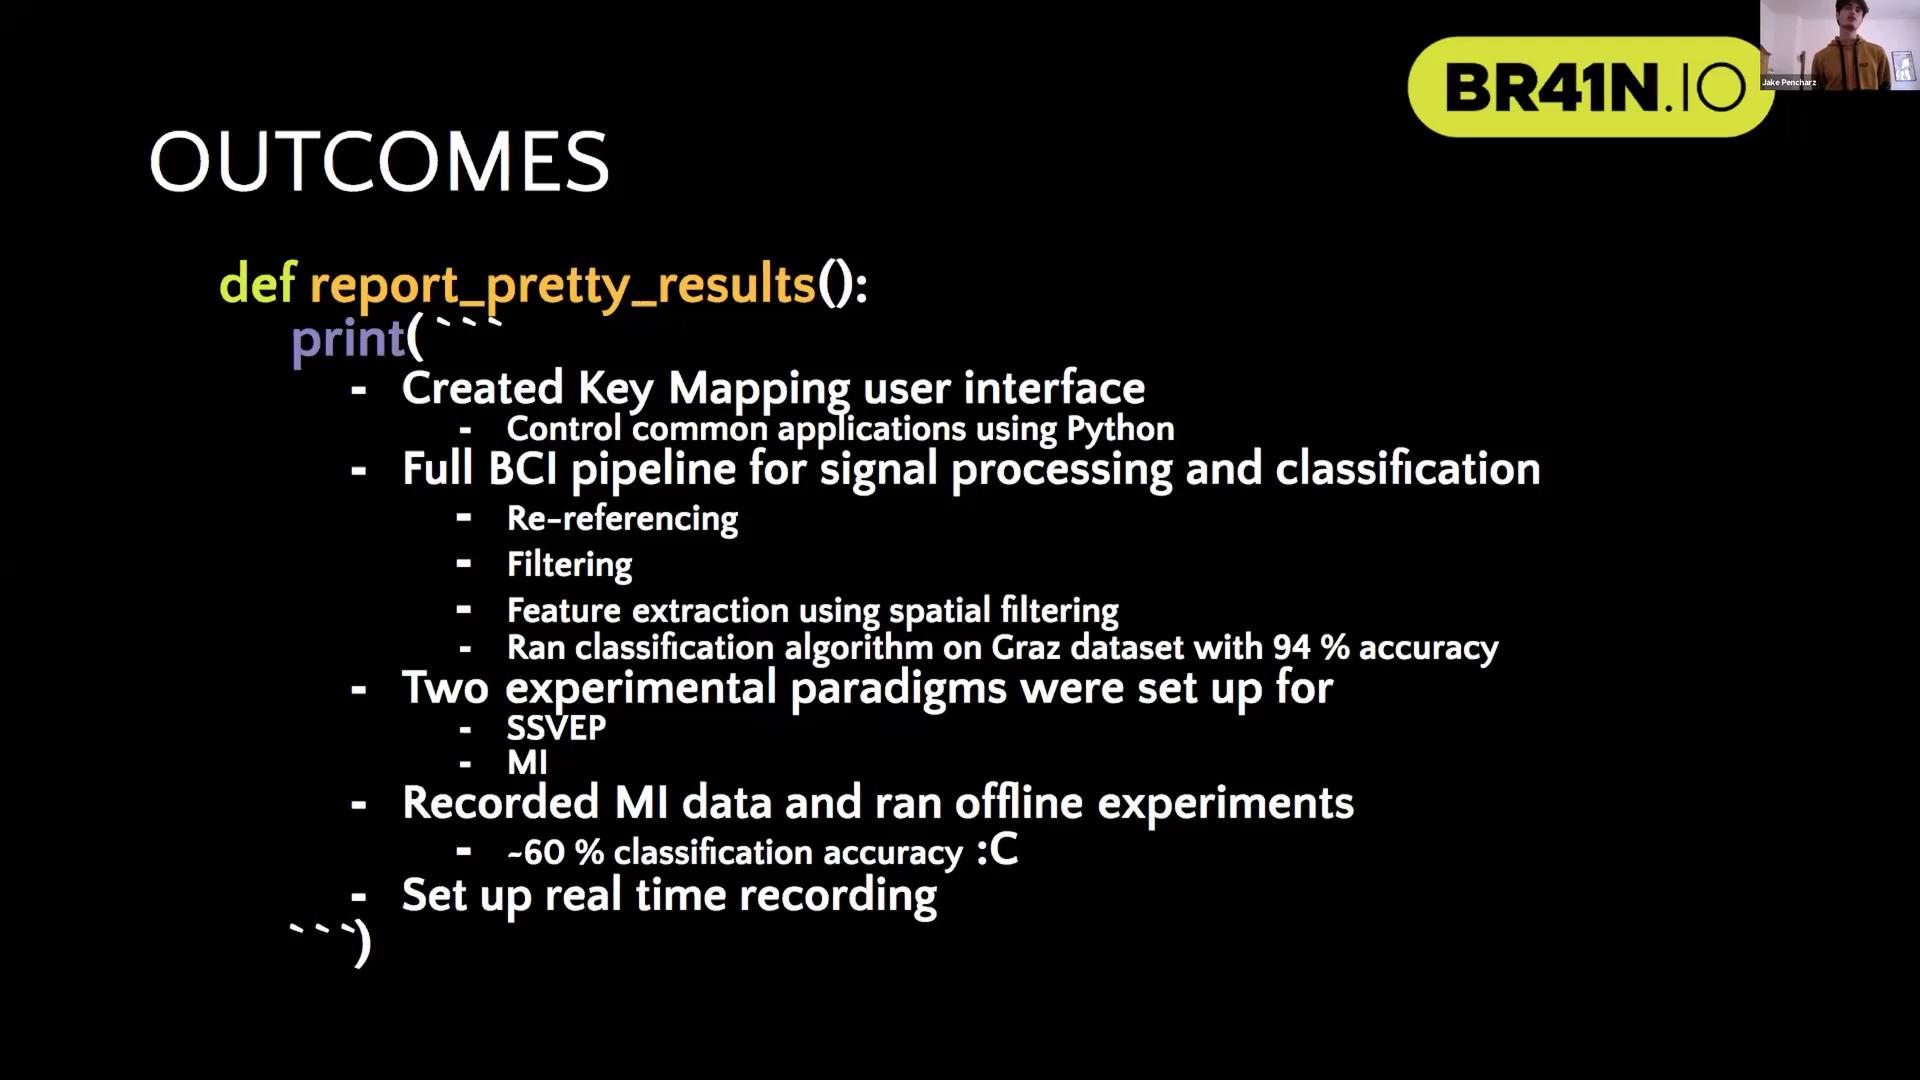 BR41N.IO
Jake Pencharz
OUTCOMES
def report_pretty_results():
print(```
- Created Key Mapping user interface
- Control common applications using Python
- Full BCI pipeline for signal processing and classification
- Re-referencing
- Filtering
- Feature extraction using spatial filtering
- Ran classification algorithm on Graz dataset with 94 % accuracy
- Two experimental paradigms were set up for
- SSVEP
- MI
- Recorded MI data and ran offline experiments
- ~60 % classification accuracy :C
- Set up real time recording
```)